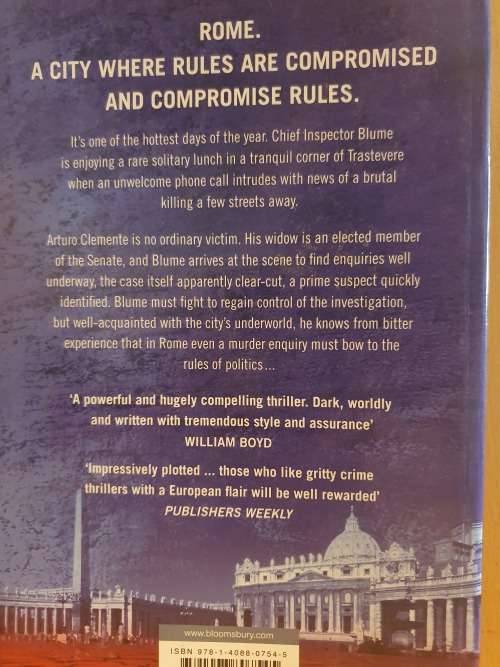 ROME.
A CITY WHERE RULES ARE COMPROMISED
AND COMPROMISE RULES.
It's one of the hottest days of the year. Chief Inspector Blume
is enjoying a rare solitary lunch in a tranquil corner of Trastevere
when an unwelcome phone call intrudes with news of a brutal
killing a few streets away.
Arturo Clemente is no ordinary victim. His widow is an elected member
of the Senate, and Blume arrives at the scene to find enquiries well
underway, the case itself apparently clear-cut, a prime suspect quickly
identified. Blume must fight to regain control of the investigation,
but well-acquainted with the city's underworld, he knows from bitter
experience that in Rome even a murder enquiry must bow to the
rules of politics...
'A powerful and hugely compelling thriller. Dark, worldly
and written with tremendous style and assurance'
WILLIAM BOYD
'Impressively plotted ... those who like gritty crime
thrillers with a European flair will be well rewarded'
PUBLISHERS WEEKLY
www.bloomsbury.com
ISBN 978-1-4088-0754-5